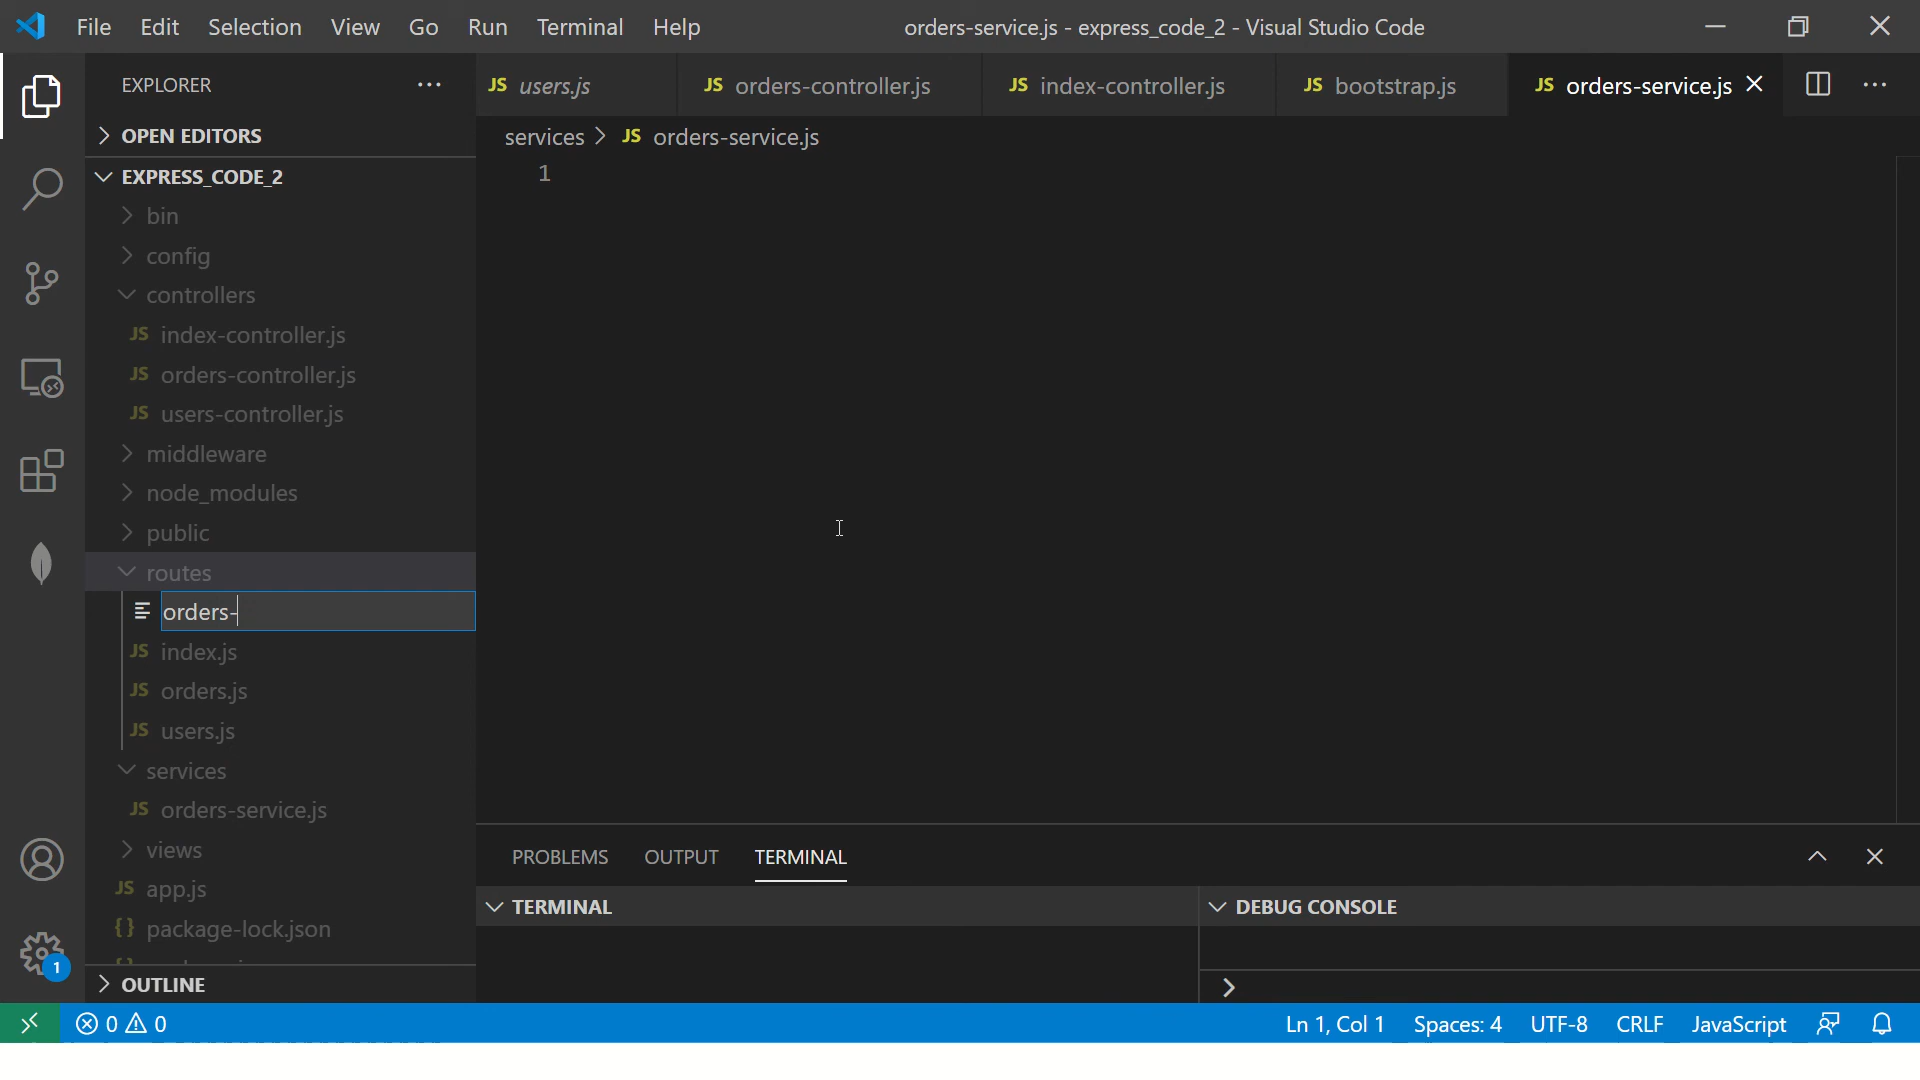 File Edit Selection View Go Run Terminal Help
orders-service.js - express_code_2 - Visual Studio Code
EXPLORER
JS users.js
JS orders-controller.js
JS index-controller.js
JS bootstrap.js
JS orders-service.js
OPEN EDITORS
services > JS orders-service.js
EXPRESS_CODE_2
1
bin
config
controllers
JS index-controller.js
JS orders-controller.js
JS users-controller.js
middleware
node_modules
public
routes
orders-
JS index.js
JS orders.js
JS users.js
services
JS orders-service.js
views
JS app.js
{} package-lock.json
OUTLINE
PROBLEMS OUTPUT TERMINAL
TERMINAL
DEBUG CONSOLE
1
0 0
Ln 1, Col 1 Spaces: 4 UTF-8 CRLF JavaScript